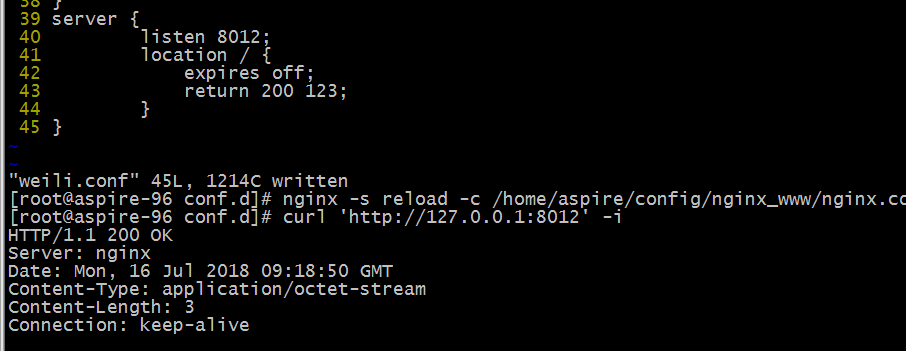 38 }
39 server {
40 listen 8012;
41 location / {
42 expires off;
43 return 200 123;
44 }
45 }
~
~
"weili.conf" 45L, 1214C written
[root@aspire-96 conf.d]# nginx -s reload -c /home/aspire/config/nginx_www/nginx.co
[root@aspire-96 conf.d]# curl 'http://127.0.0.1:8012' -i
HTTP/1.1 200 OK
Server: nginx
Date: Mon, 16 Jul 2018 09:18:50 GMT
Content-Type: application/octet-stream
Content-Length: 3
Connection: keep-alive